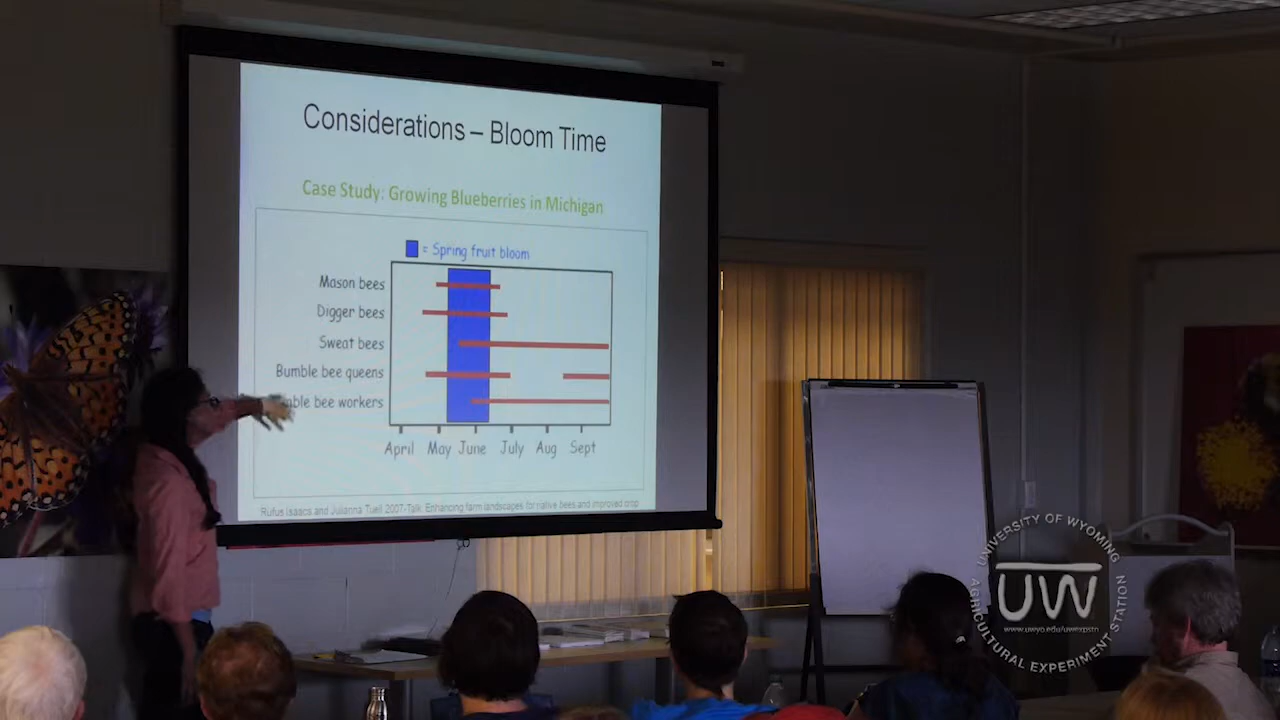 Considerations – Bloom Time
Case Study: Growing Blueberries in Michigan
= Spring fruit bloom
Mason bees
Digger bees
Sweat bees
Bumble bee queens
bee workers
April May June July Aug Sept
Rufus Isaacs and Julianna Tuell 2007-Talk: Enhancing farm landscapes for native bees and improved crop
UNIVERSITY OF WYOMING
UW
www.uwyo.edu/uwexpstn
AGRICULTURAL EXPERIMENT STATION